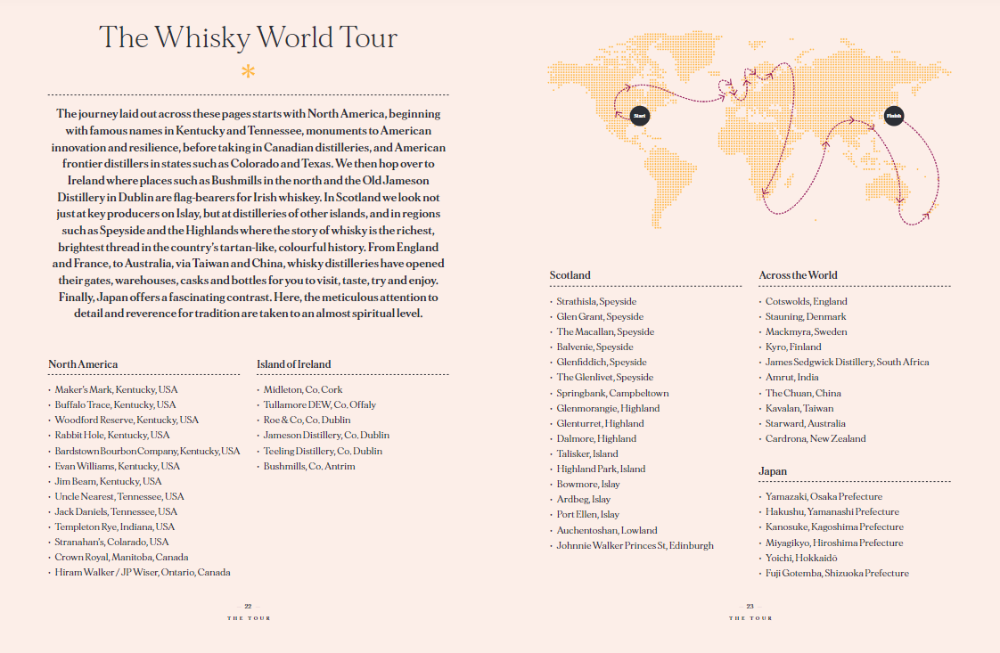 The Whisky World Tour
*
The journey laid out across these pages starts with North America, beginning
with famous names in Kentucky and Tennessee, monuments to American
innovation and resilience, before taking in Canadian distilleries, and American
frontier distillers in states such as Colorado and Texas. We then hop over to
Ireland where places such as Bushmills in the north and the Old Jameson
Distillery in Dublin are flag-bearers for Irish whiskey. In Scotland we look not
just at key producers on Islay, but at distilleries of other islands, and in regions
such as Speyside and the Highlands where the story of whisky is the richest,
brightest thread in the country's tartan-like, colourful history. From England
and France, to Australia, via Taiwan and China, whisky distilleries have opened
their gates, warehouses, casks and bottles for you to visit, taste, try and enjoy.
Finally, Japan offers a fascinating contrast. Here, the meticulous attention to
detail and reverence for tradition are taken to an almost spiritual level.
North America
• Maker's Mark, Kentucky, USA
• Buffalo Trace, Kentucky, USA
• Woodford Reserve, Kentucky, USA
• Rabbit Hole, Kentucky, USA
• Bardstown Bourbon Company, Kentucky, USA
• Evan Williams, Kentucky, USA
• Jim Beam, Kentucky, USA
• Uncle Nearest, Tennessee, USA
• Jack Daniels, Tennessee, USA
• Templeton Rye, Indiana, USA
• Stranahan's, Colarado, USA
• Crown Royal, Manitoba, Canada
• Hiram Walker / JP Wiser, Ontario, Canada
Island of Ireland
• Midleton, Co. Cork
• Tullamore DEW, Co. Offaly
• Roe & Co, Co. Dublin
• Jameson Distillery, Co. Dublin
• Teeling Distillery, Co. Dublin
• Bushmills, Co. Antrim
22
THE TOUR
Start
Finish
Scotland
• Strathisla, Speyside
• Glen Grant, Speyside
• The Macallan, Speyside
• Balvenie, Speyside
• Glenfiddich, Speyside
• The Glenlivet, Speyside
• Springbank, Campbeltown
• Glenmorangie, Highland
• Glenturret, Highland
• Dalmore, Highland
• Talisker, Island
• Highland Park, Island
• Bowmore, Islay
• Ardbeg, Islay
• Port Ellen, Islay
• Auchentoshan, Lowland
• Johnnie Walker Princes St, Edinburgh
Across the World
• Cotswolds, England
• Stauning, Denmark
• Mackmyra, Sweden
• Kyro, Finland
• James Sedgwick Distillery, South Africa
• Amrut, India
• The Chuan, China
• Kavalan, Taiwan
• Starward, Australia
• Cardrona, New Zealand
Japan
• Yamazaki, Osaka Prefecture
• Hakushu, Yamanashi Prefecture
• Kanosuke, Kagoshima Prefecture
• Miyagikyo, Hiroshima Prefecture
• Yoichi, Hokkaidō
• Fuji Gotemba, Shizuoka Prefecture
23
THE TOUR